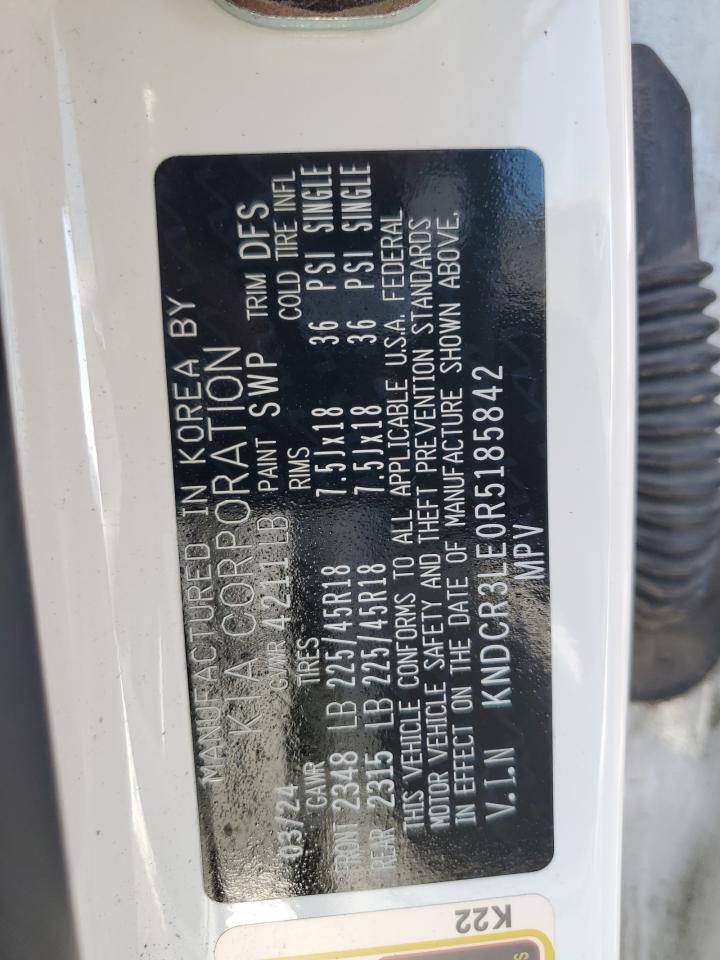 MANUFACTURED IN KOREA BY
KIA CORPORATION
03/24 GVWR 4211 LB PAINT SWP TRIM DFS
GAWR TIRES RIMS COLD TIRE INFL
FRONT 2348 LB 225/45R18 7.5JX18 36 PSI SINGLE
REAR 2315 LB 225/45R18 7.5JX18 36 PSI SINGLE
THIS VEHICLE CONFORMS TO ALL APPLICABLE U.S.A. FEDERAL
MOTOR VEHICLE SAFETY AND THEFT PREVENTION STANDARDS
IN EFFECT ON THE DATE OF MANUFACTURE SHOWN ABOVE.
V.I.N KNDCR3LE0R5185842
MPV
K22